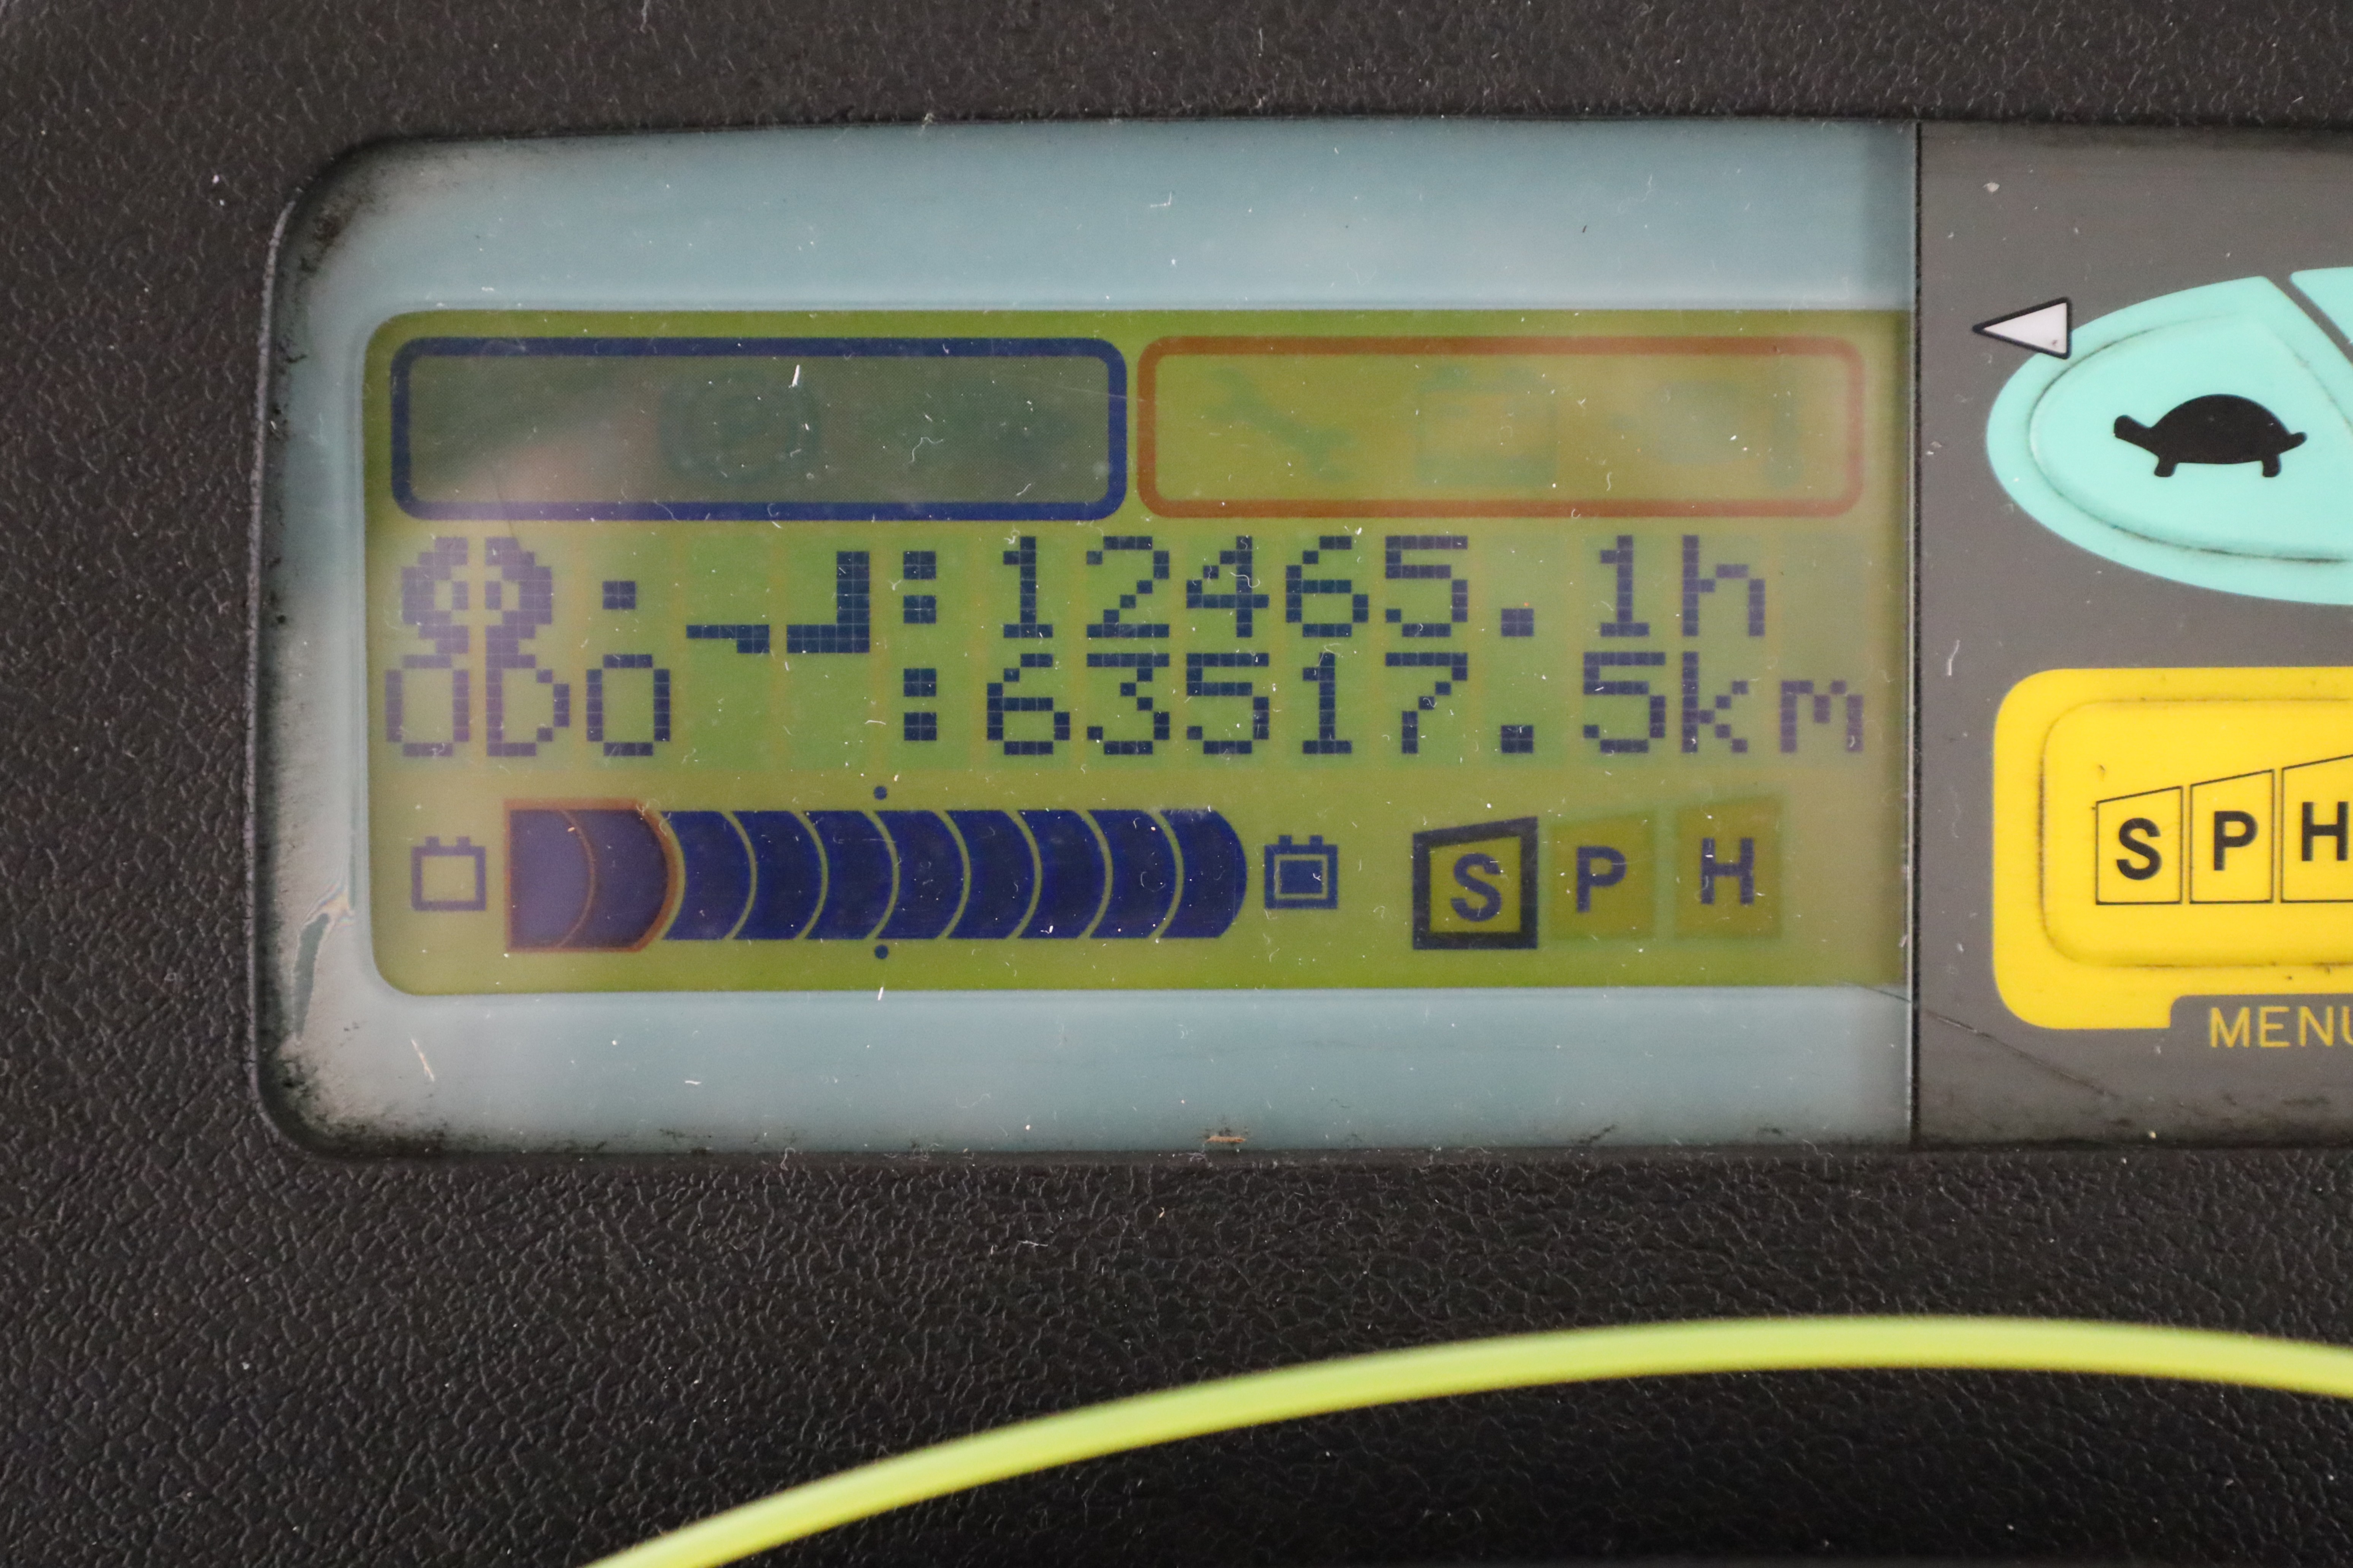 :12465.1h
ODO :63517.5km
S P H
S P H
MENU